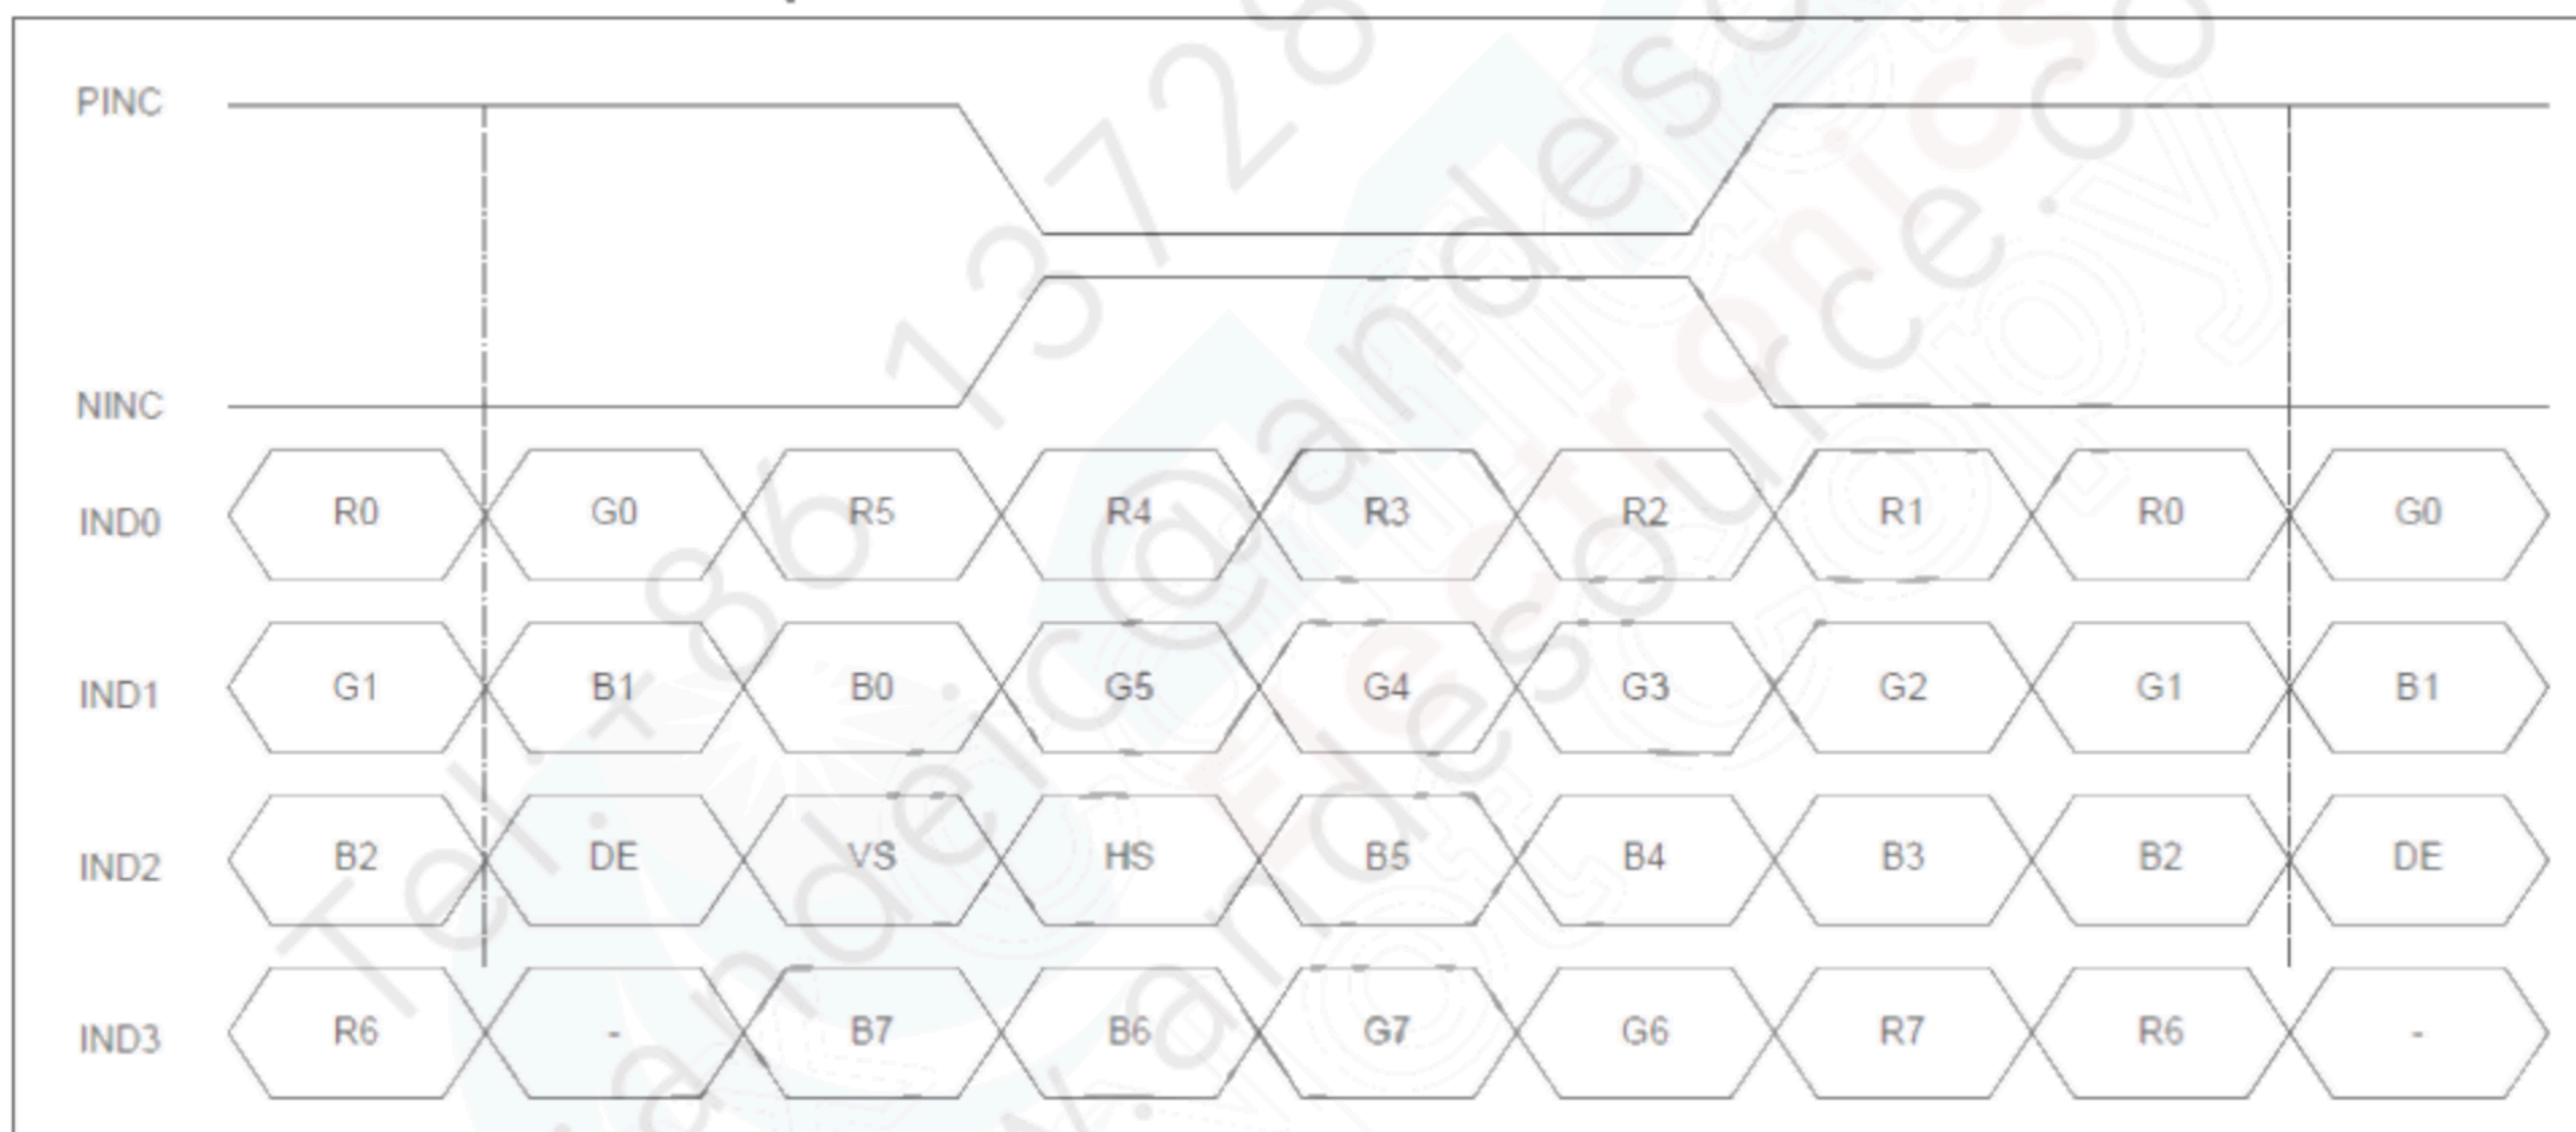 PINC
NINC
IND0 R0 G0 R5 R4 R3 R2 R1 R0 G0
IND1 G1 B1 B0 G5 G4 G3 G2 G1 B1
IND2 B2 DE VS HS B5 B4 B3 B2 DE
IND3 R6 - B7 B6 G7 G6 R7 R6 -